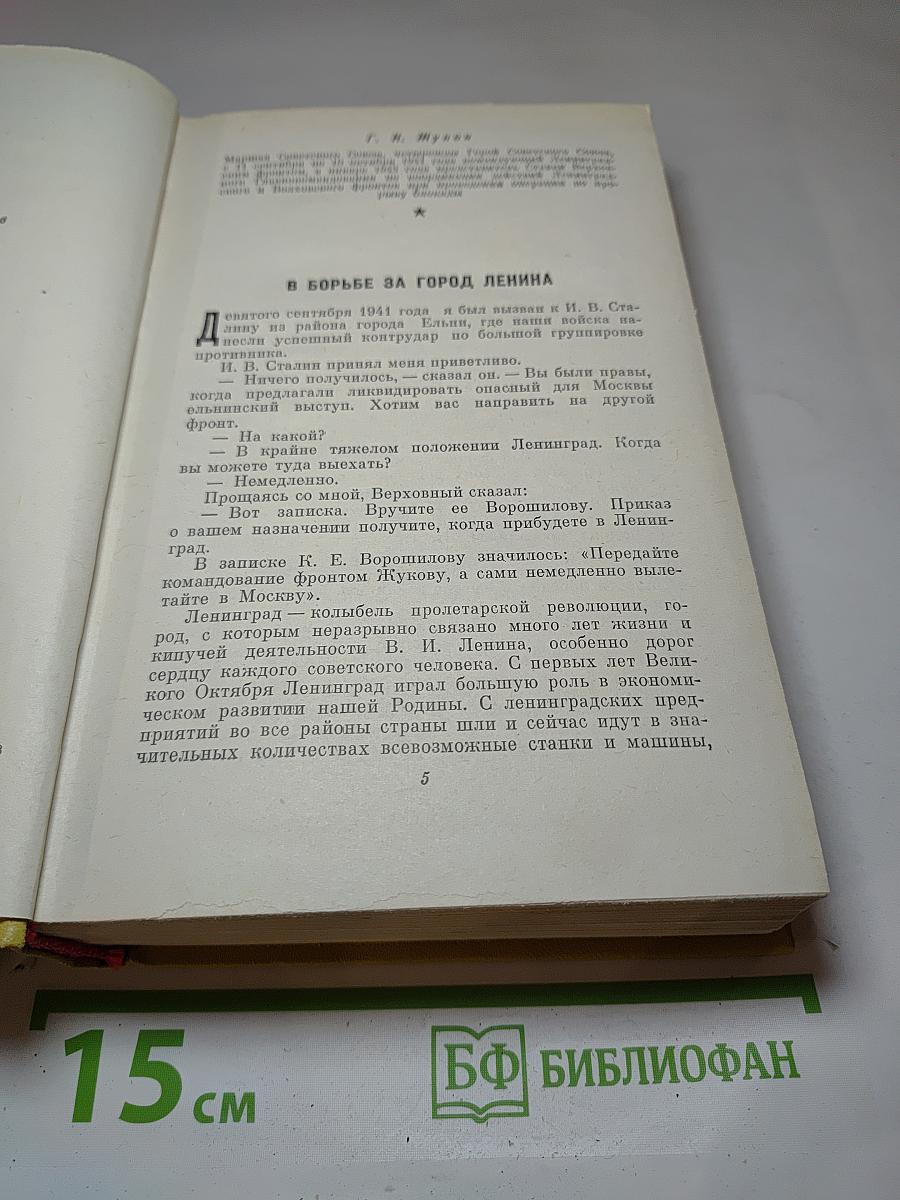 Маршал Советского Союза, четырежды Герой Советского Союза,
★
В БОРЬБЕ ЗА ГОРОД ЛЕНИНА
Девятого сентября 1941 года я был вызван к И. В. Ста-
лину из района города Ельни, где наши войска на-
несли успешный контрудар по большой группировке
противника.
И. В. Сталин принял меня приветливо.
— Ничего получилось, — сказал он. — Вы были правы,
когда предлагали ликвидировать опасный для Москвы
ельнинский выступ. Хотим вас направить на другой
фронт.
— На какой?
— В крайне тяжелом положении Ленинград. Когда
вы можете туда выехать?
— Немедленно.
Прощаясь со мной, Верховный сказал:
— Вот записка. Вручите ее Ворошилову. Приказ
о вашем назначении получите, когда прибудете в Ленин-
град.
В записке К. Е. Ворошилову значилось: «Передайте
командование фронтом Жукову, а сами немедленно выле-
тайте в Москву».
Ленинград — колыбель пролетарской революции, го-
род, с которым неразрывно связано много лет жизни и
кипучей деятельности В. И. Ленина, особенно дорог
сердцу каждого советского человека. С первых лет Вели-
кого Октября Ленинград играл большую роль в экономи-
ческом развитии нашей Родины. С ленинградских пред-
приятий во все районы страны шли и сейчас идут в зна-
чительных количествах всевозможные станки и машины,
5
15 см
БФ БИБЛИОФАН